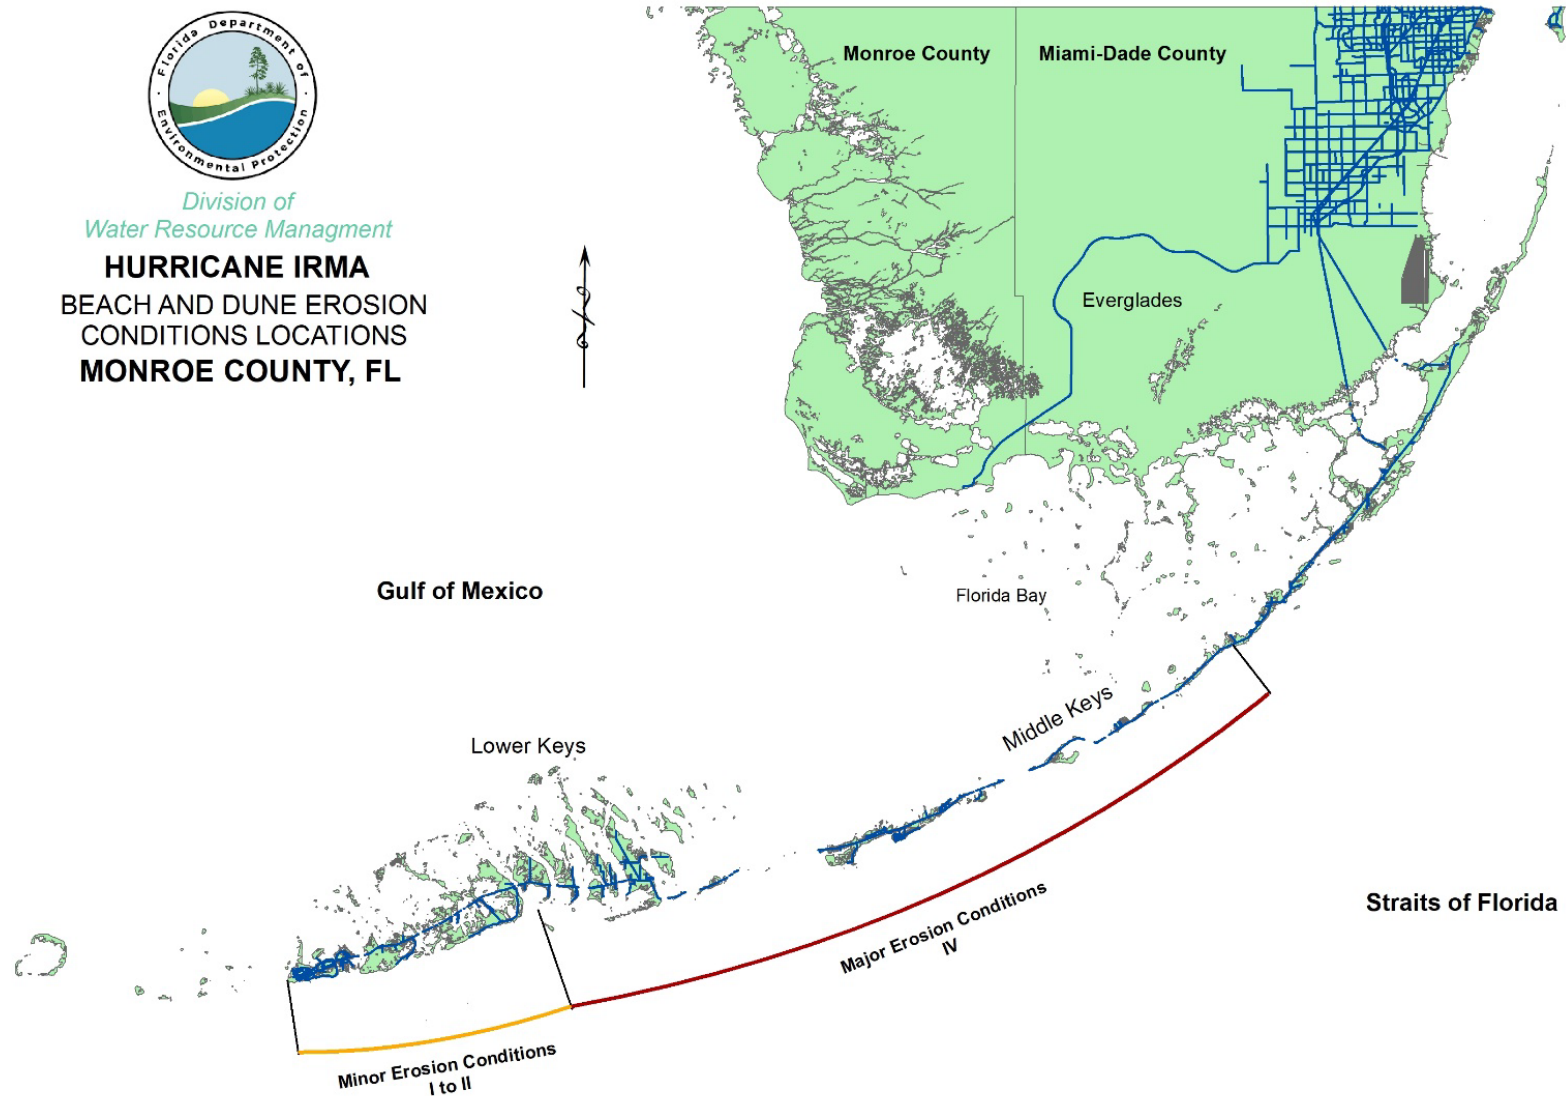 Florida Department of
Environmental Protection
Division of
Water Resource Managment
HURRICANE IRMA
BEACH AND DUNE EROSION
CONDITIONS LOCATIONS
MONROE COUNTY, FL
Monroe County
Miami-Dade County
Everglades
Gulf of Mexico
Florida Bay
Middle Keys
Lower Keys
Straits of Florida
Major Erosion Conditions
IV
Minor Erosion Conditions
I to II